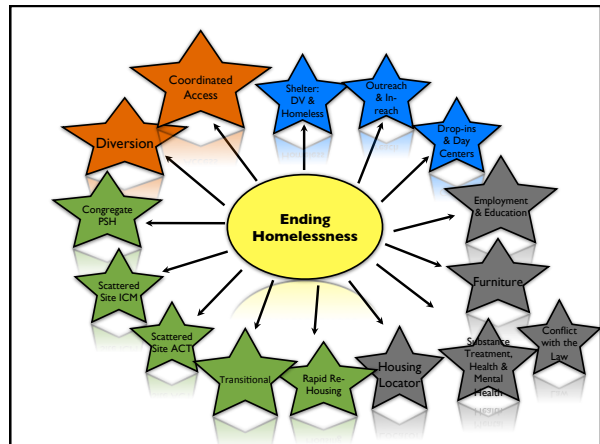 Coordinated
Access
Shelter:
DV &
Homeless
Outreach
& In-
reach
Drop-ins
& Day
Centers
Diversion
Employment
& Education
Congregate
PSH
Ending
Homelessness
Furniture
Scattered
Site ICM
Scattered
Site ACT
Transitional
Rapid Re-
Housing
Housing
Locator
Substance
Treatment,
Health &
Mental
Health
Conflict
with the
Law